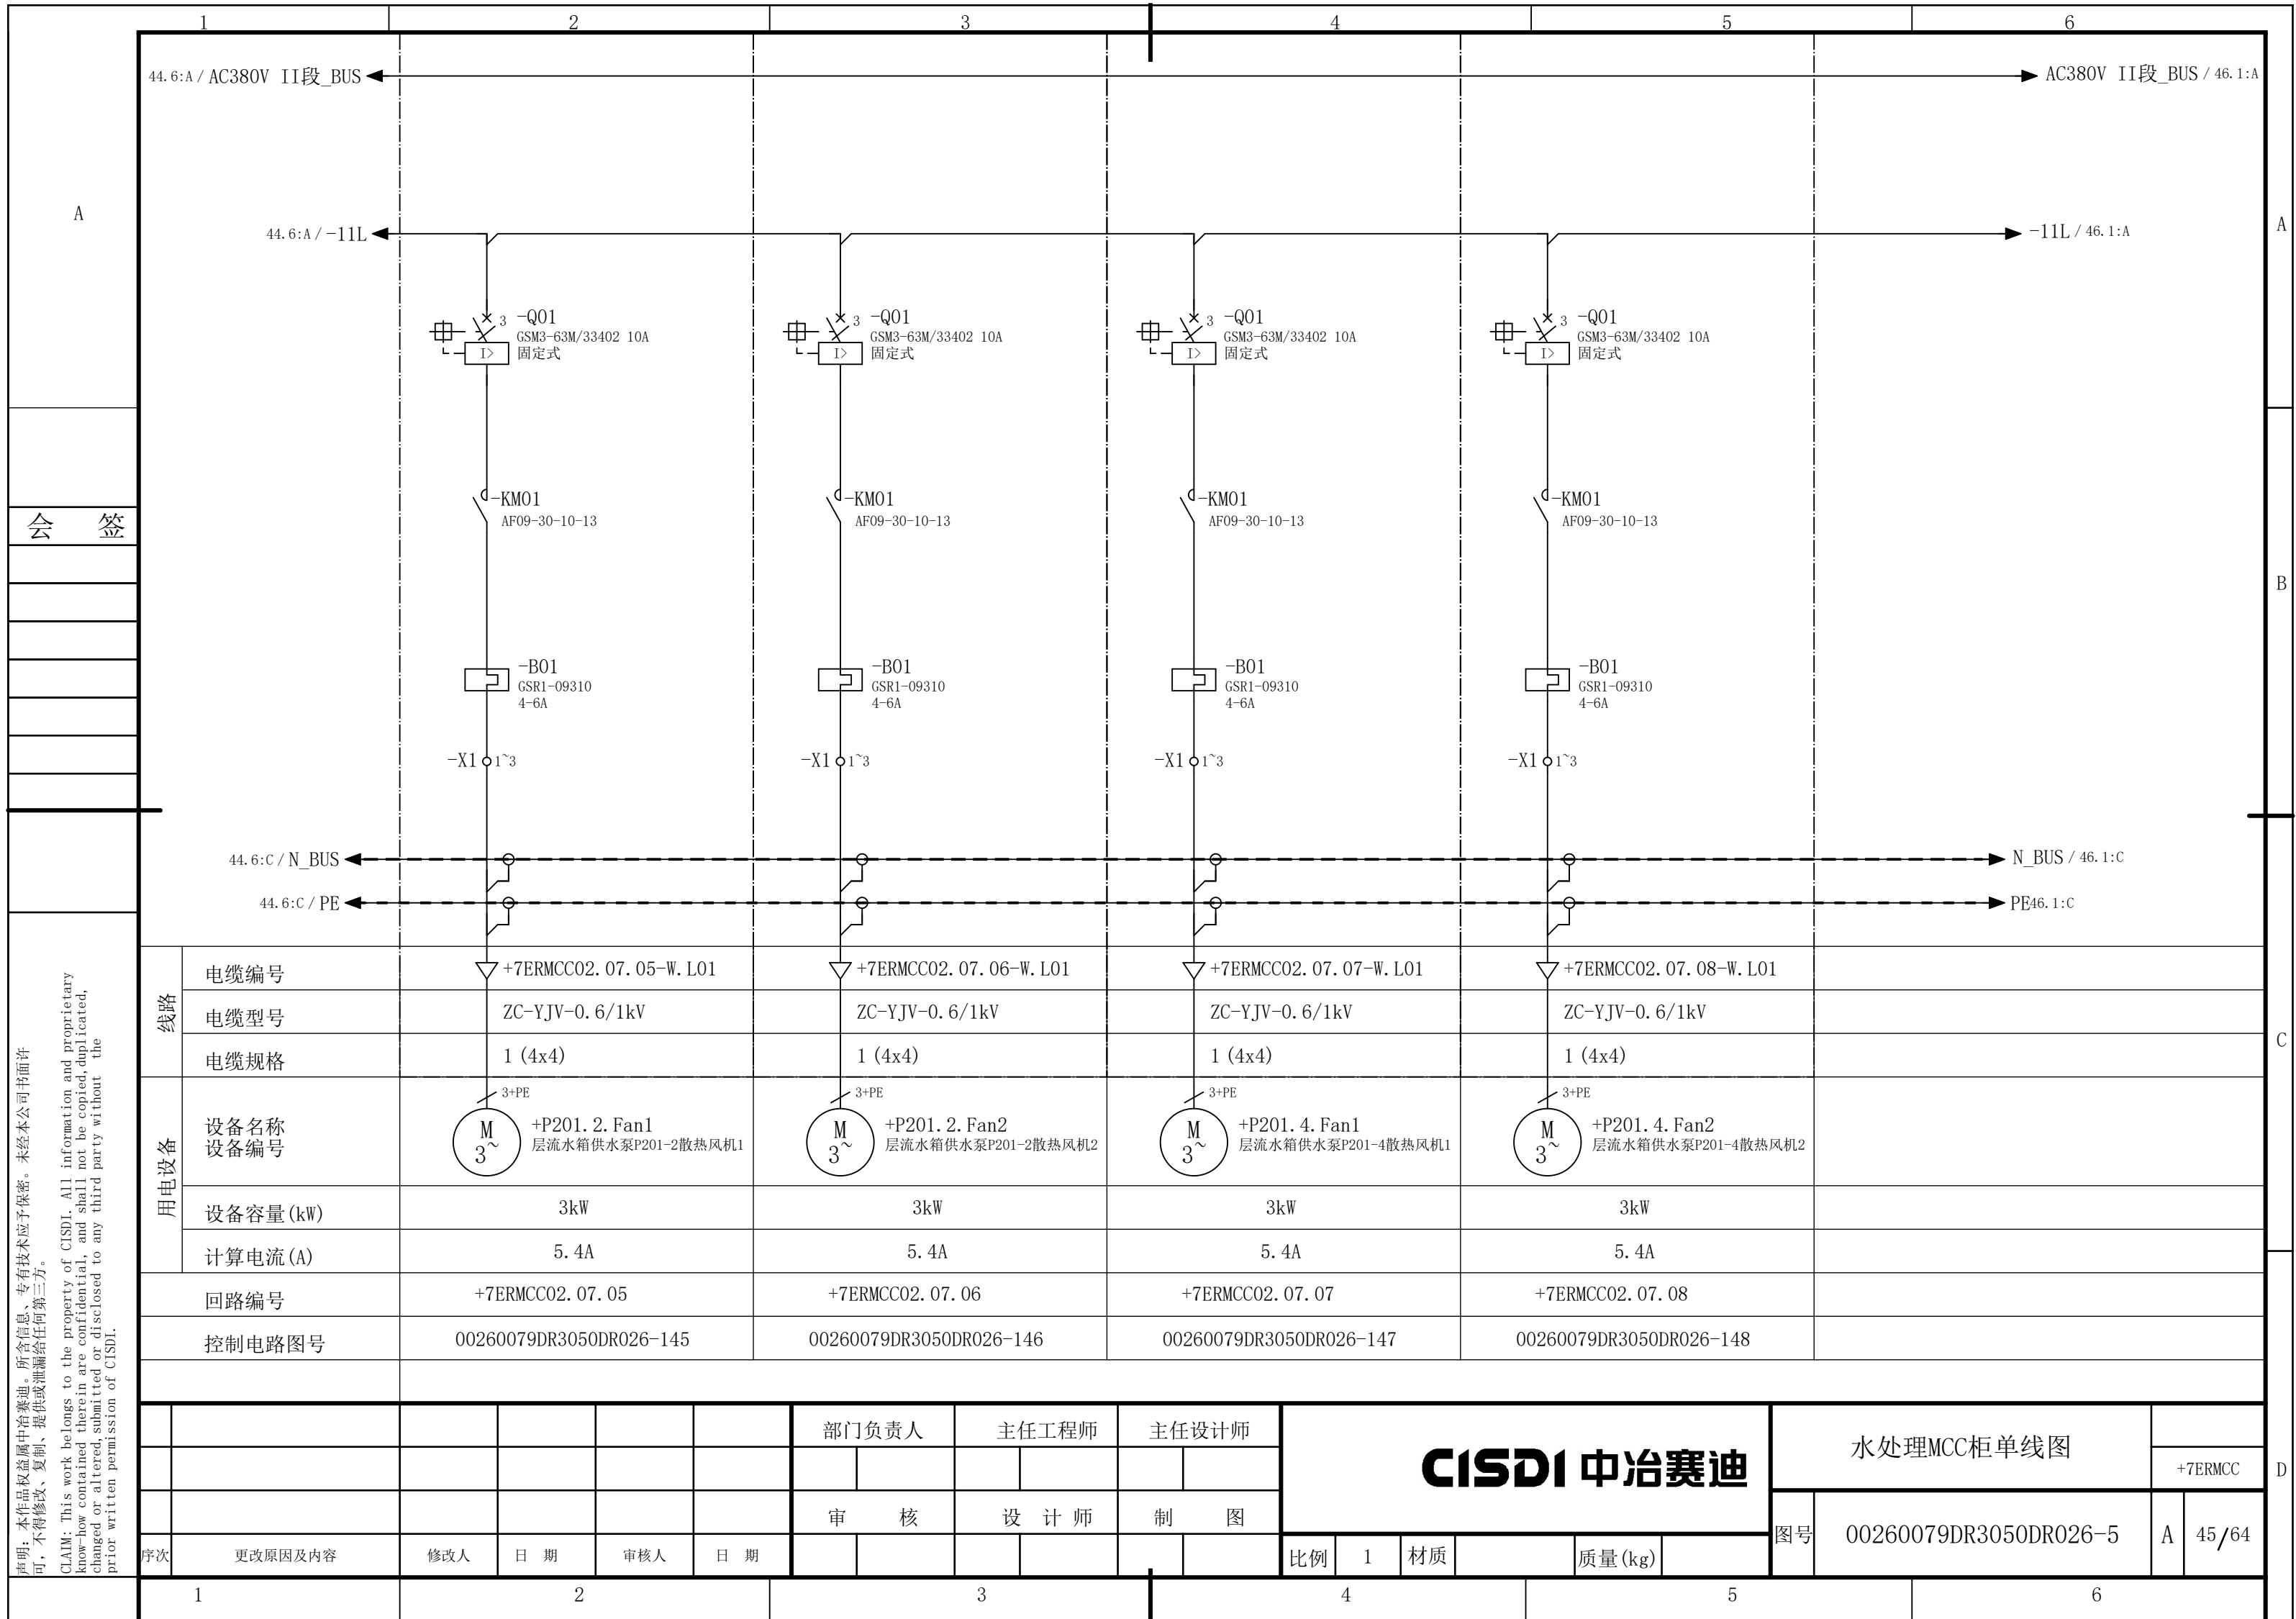 1 2 3 4 5 6
44.6:A / AC380V II段_BUS
AC380V II段_BUS / 46.1:A
A
A
44.6:A / -11L
-11L / 46.1:A
3 -Q01
GSM3-63M/33402 10A
I> 固定式
3 -Q01
GSM3-63M/33402 10A
I> 固定式
3 -Q01
GSM3-63M/33402 10A
I> 固定式
3 -Q01
GSM3-63M/33402 10A
I> 固定式
-KM01
AF09-30-10-13
-KM01
AF09-30-10-13
-KM01
AF09-30-10-13
-KM01
AF09-30-10-13
会 签
B
-B01
GSR1-09310
4-6A
-B01
GSR1-09310
4-6A
-B01
GSR1-09310
4-6A
-B01
GSR1-09310
4-6A
-X1 1~3
-X1 1~3
-X1 1~3
-X1 1~3
44.6:C / N_BUS
N_BUS / 46.1:C
44.6:C / PE
PE46.1:C
C
线路
电缆编号 +7ERMCC02.07.05-W.L01 +7ERMCC02.07.06-W.L01 +7ERMCC02.07.07-W.L01 +7ERMCC02.07.08-W.L01
电缆型号 ZC-YJV-0.6/1kV ZC-YJV-0.6/1kV ZC-YJV-0.6/1kV ZC-YJV-0.6/1kV
电缆规格 1 (4x4) 1 (4x4) 1 (4x4) 1 (4x4)
用电设备
设备名称
设备编号
3+PE
M
3~
+P201.2.Fan1
层流水箱供水泵P201-2散热风机1
3+PE
M
3~
+P201.2.Fan2
层流水箱供水泵P201-2散热风机2
3+PE
M
3~
+P201.4.Fan1
层流水箱供水泵P201-4散热风机1
3+PE
M
3~
+P201.4.Fan2
层流水箱供水泵P201-4散热风机2
设备容量(kW) 3kW 3kW 3kW 3kW
计算电流(A) 5.4A 5.4A 5.4A 5.4A
回路编号 +7ERMCC02.07.05 +7ERMCC02.07.06 +7ERMCC02.07.07 +7ERMCC02.07.08
控制电路图号 00260079DR3050DR026-145 00260079DR3050DR026-146 00260079DR3050DR026-147 00260079DR3050DR026-148
声明：本作品权益属中冶赛迪。所含信息、专有技术应予保密。未经本公司书面许
可，不得修改、复制、提供或泄漏给任何第三方。
CLAIM: This work belongs to the property of CISDI. All information and proprietary
know-how contained therein are confidential, and shall not be copied,duplicated,
changed or altered,submitted or disclosed to any third party without the
prior written permission of CISDI.
序次 更改原因及内容 修改人 日 期 审核人 日 期
部门负责人 主任工程师 主任设计师
审 核 设 计 师 制 图
CISDI 中冶赛迪
比例 1 材质 质量(kg)
水处理MCC柜单线图
+7ERMCC
图号 00260079DR3050DR026-5 A 45/64
D
1 2 3 4 5 6